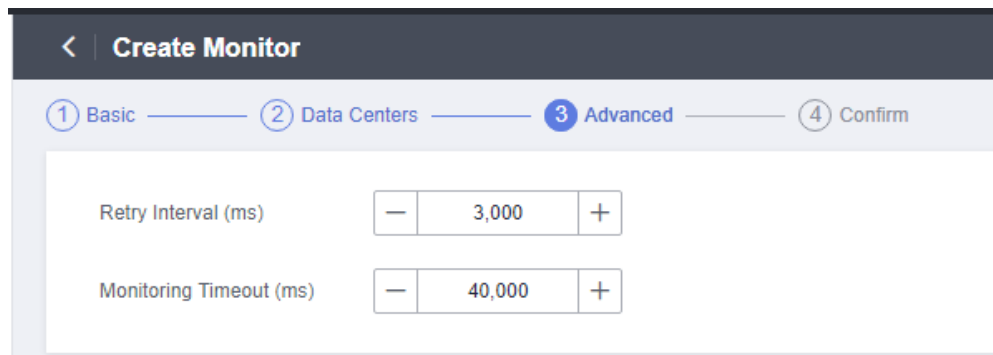 Create Monitor
1 Basic 2 Data Centers 3 Advanced 4 Confirm
Retry Interval (ms) 3,000
Monitoring Timeout (ms) 40,000